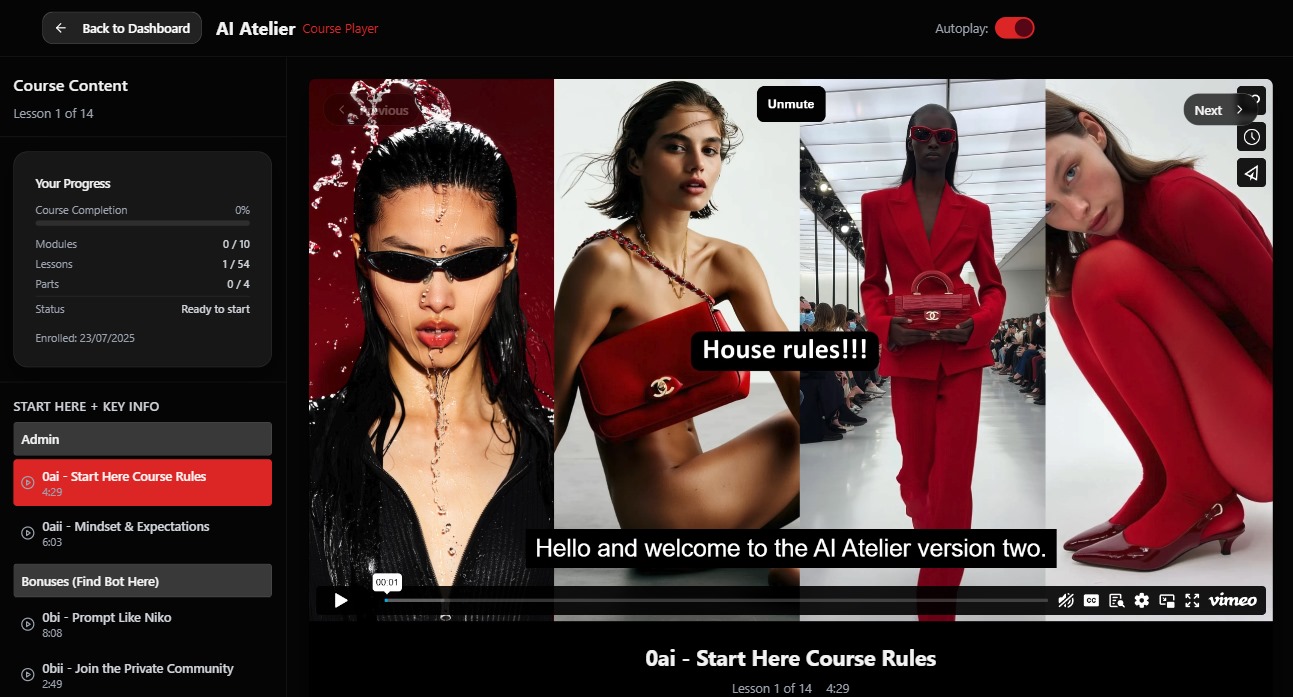 Back to Dashboard
AI Atelier Course Player
Autoplay:
Course Content
Lesson 1 of 14
Your Progress
Course Completion 0%
Modules 0 / 10
Lessons 1 / 54
Parts 0 / 4
Status Ready to start
Enrolled: 23/07/2025
START HERE + KEY INFO
Admin
0ai - Start Here Course Rules
4:29
0aii - Mindset & Expectations
6:03
Bonuses (Find Bot Here)
0bi - Prompt Like Niko
8:08
0bii - Join the Private Community
2:49
Previous
Unmute
Next
House rules!!!
Hello and welcome to the AI Atelier version two.
00:01
CC
vimeo
0ai - Start Here Course Rules
Lesson 1 of 14 4:29